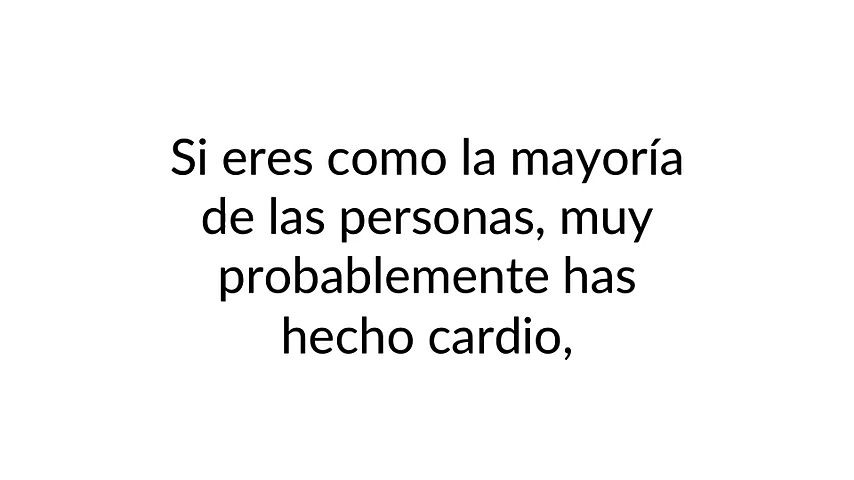 Si eres como la mayoría
de las personas, muy
probablemente has
hecho cardio,